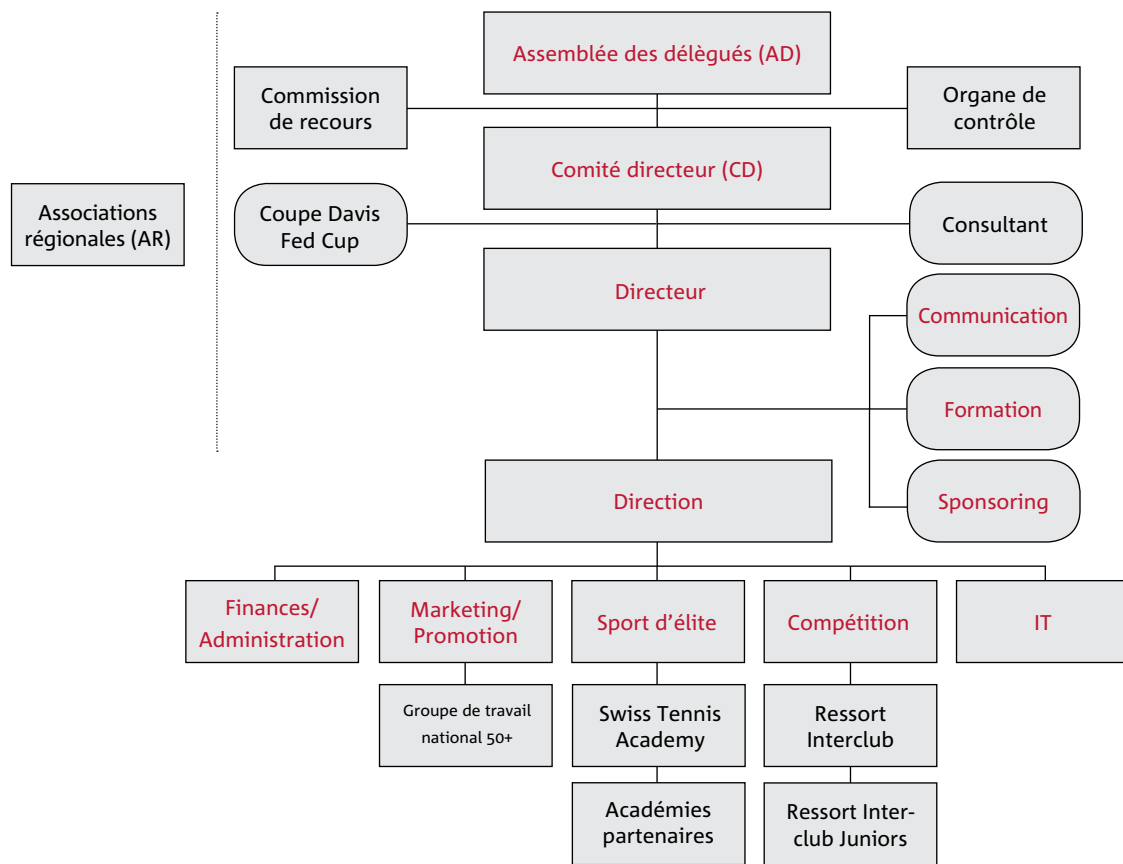 Assemblée des délègués (AD)
Commission
de recours
Organe de
contrôle
Comité directeur (CD)
Associations
régionales (AR)
Coupe Davis
Fed Cup
Consultant
Directeur
Communication
Formation
Direction
Sponsoring
Finances/
Administration
Marketing/
Promotion
Sport d’élite
Compétition
IT
Groupe de travail
national 50+
Swiss Tennis
Academy
Ressort
Interclub
Académies
partenaires
Ressort Inter-
club Juniors